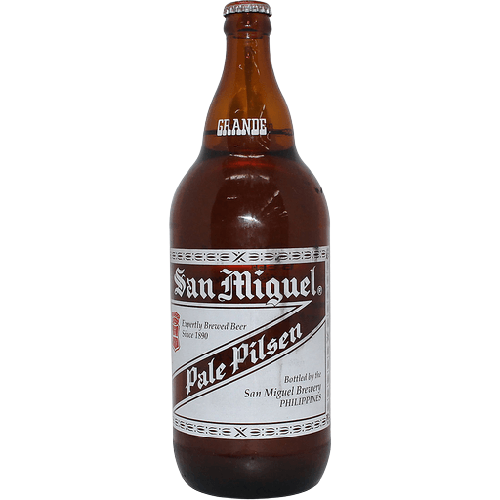 GRANDE
San Miguel®
Expertly Brewed Beer
Since 1890
Pale Pilsen
Bottled by the
San Miguel Brewery
PHILIPPINES